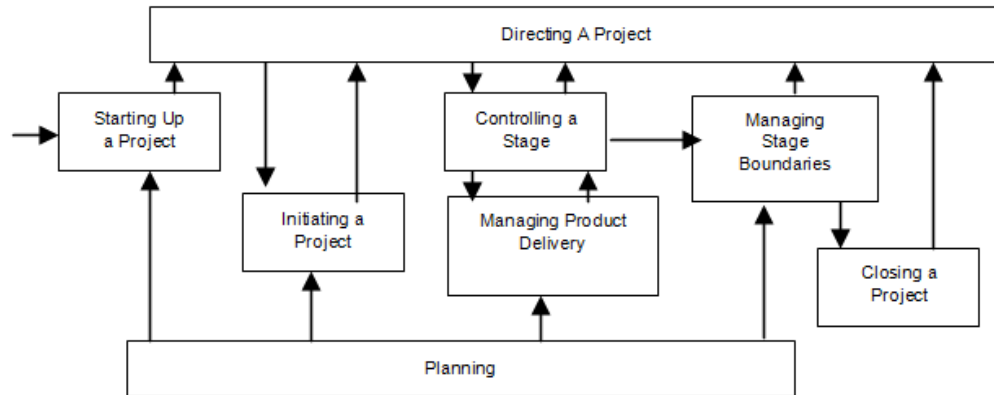 Directing A Project
Starting Up
a Project
Controlling a
Stage
Managing
Stage
Boundaries
Initiating a
Project
Managing Product
Delivery
Closing a
Project
Planning